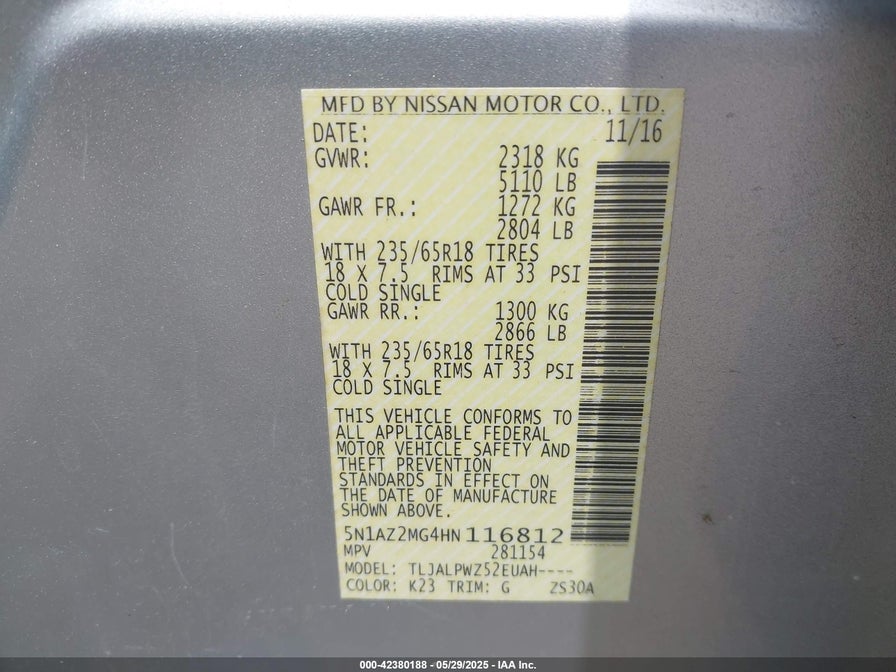 MFD BY NISSAN MOTOR CO., LTD.
DATE: 11/16
GVWR: 2318 KG
5110 LB
GAWR FR.: 1272 KG
2804 LB
WITH 235/65R18 TIRES
18 X 7.5 RIMS AT 33 PSI
COLD SINGLE
GAWR RR.: 1300 KG
2866 LB
WITH 235/65R18 TIRES
18 X 7.5 RIMS AT 33 PSI
COLD SINGLE
THIS VEHICLE CONFORMS TO
ALL APPLICABLE FEDERAL
MOTOR VEHICLE SAFETY AND
THEFT PREVENTION
STANDARDS IN EFFECT ON
THE DATE OF MANUFACTURE
SHOWN ABOVE.
5N1AZ2MG4HN116812
MPV 281154
MODEL: TLJALPWZ52EUAH----
COLOR: K23 TRIM: G ZS30A
000-42380188 - 05/29/2025 - IAA Inc.